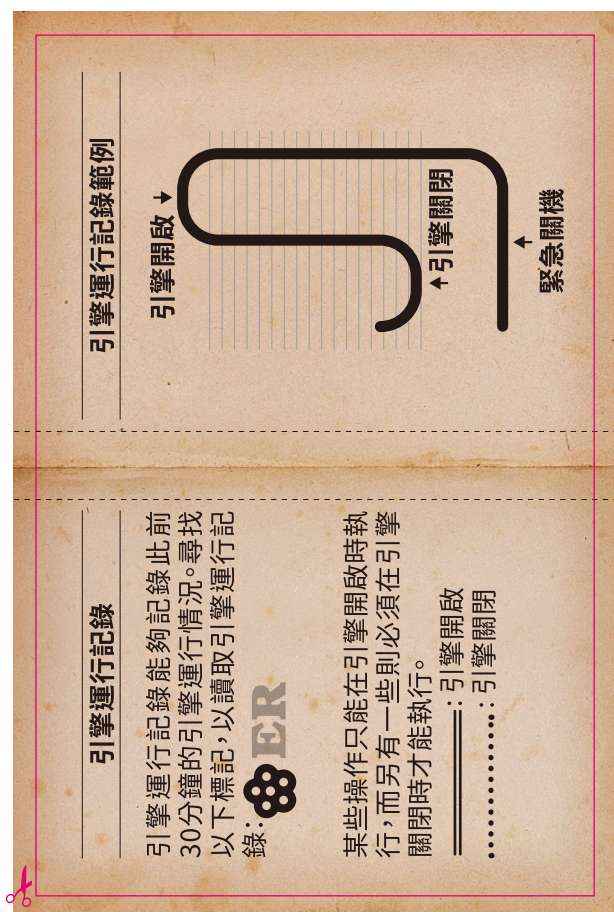 引擎運行記錄
引擎運行記錄能夠記錄此前
30分鐘的引擎運行情況。尋找
以下標記，以讀取引擎運行記
錄：
ER
某些操作只能在引擎開啟時執
行，而另有一些則必須在引擎
關閉時才能執行。
：引擎開啟
：引擎關閉
引擎運行記錄範例
引擎開啟→
→引擎關閉
緊急關機